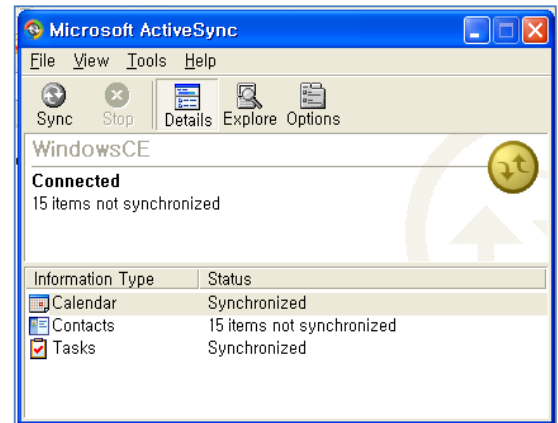 Microsoft ActiveSync
File View Tools Help
Sync Stop Details Explore Options
WindowsCE
Connected
15 items not synchronized
Information Type Status
Calendar Synchronized
Contacts 15 items not synchronized
Tasks Synchronized